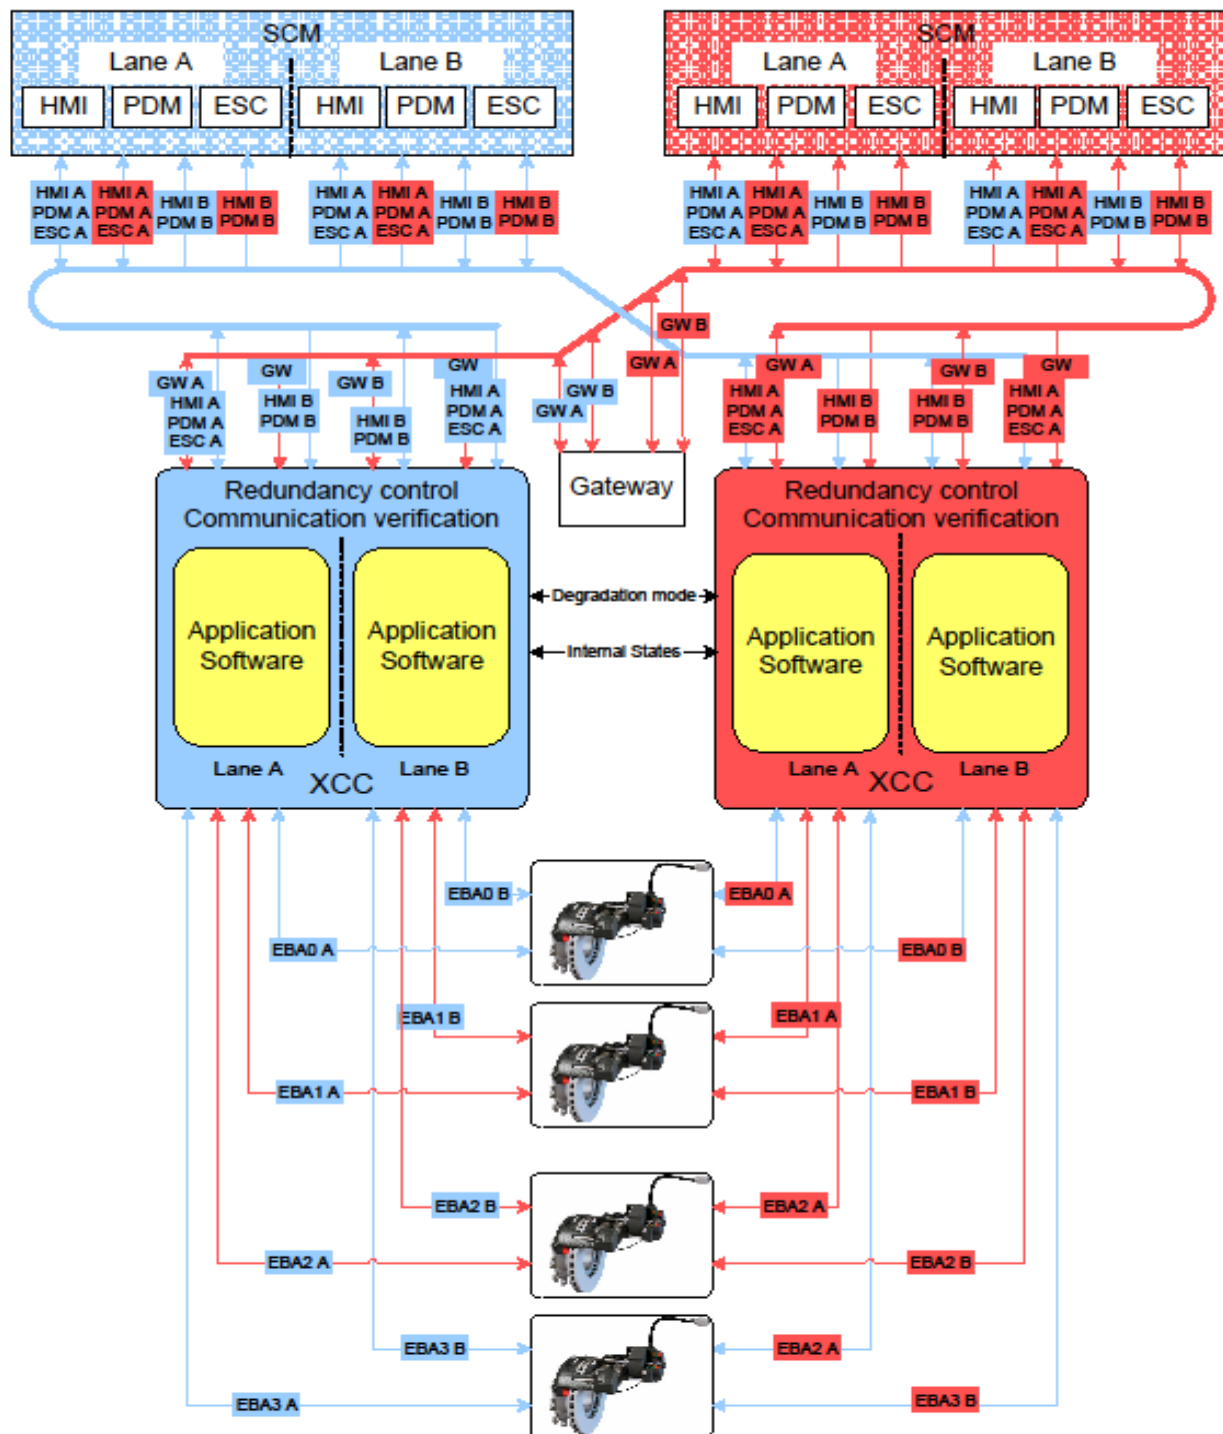 SCM
Lane A
Lane B
HMI
PDM
ESC
HMI
PDM
ESC
SCM
Lane A
Lane B
HMI
PDM
ESC
HMI
PDM
ESC
HMI A
PDM A
ESC A
HMI A
PDM A
ESC A
HMI B
PDM B
HMI B
PDM B
HMI A
PDM A
ESC A
HMI A
PDM A
ESC A
HMI B
PDM B
HMI B
PDM B
HMI A
PDM A
ESC A
HMI A
PDM A
ESC A
HMI B
PDM B
HMI B
PDM B
HMI A
PDM A
ESC A
HMI A
PDM A
ESC A
HMI B
PDM B
HMI B
PDM B
GW A
HMI A
PDM A
ESC A
GW
HMI B
PDM B
GW B
HMI B
PDM B
GW
HMI A
PDM A
ESC A
GW A
GW B
GW A
GW B
GW A
HMI A
PDM A
ESC A
HMI B
PDM B
GW B
HMI B
PDM B
GW
HMI A
PDM A
ESC A
Gateway
Redundancy control
Communication verification
Application
Software
Application
Software
Lane A
Lane B
XCC
Degradation mode
Internal States
Redundancy control
Communication verification
Application
Software
Application
Software
Lane A
Lane B
XCC
EBA0 B
EBA0 A
EBA0 A
EBA0 B
EBA1 B
EBA1 A
EBA1 A
EBA1 B
EBA2 B
EBA2 A
EBA2 A
EBA2 B
EBA3 B
EBA2 A
EBA3 A
EBA3 B